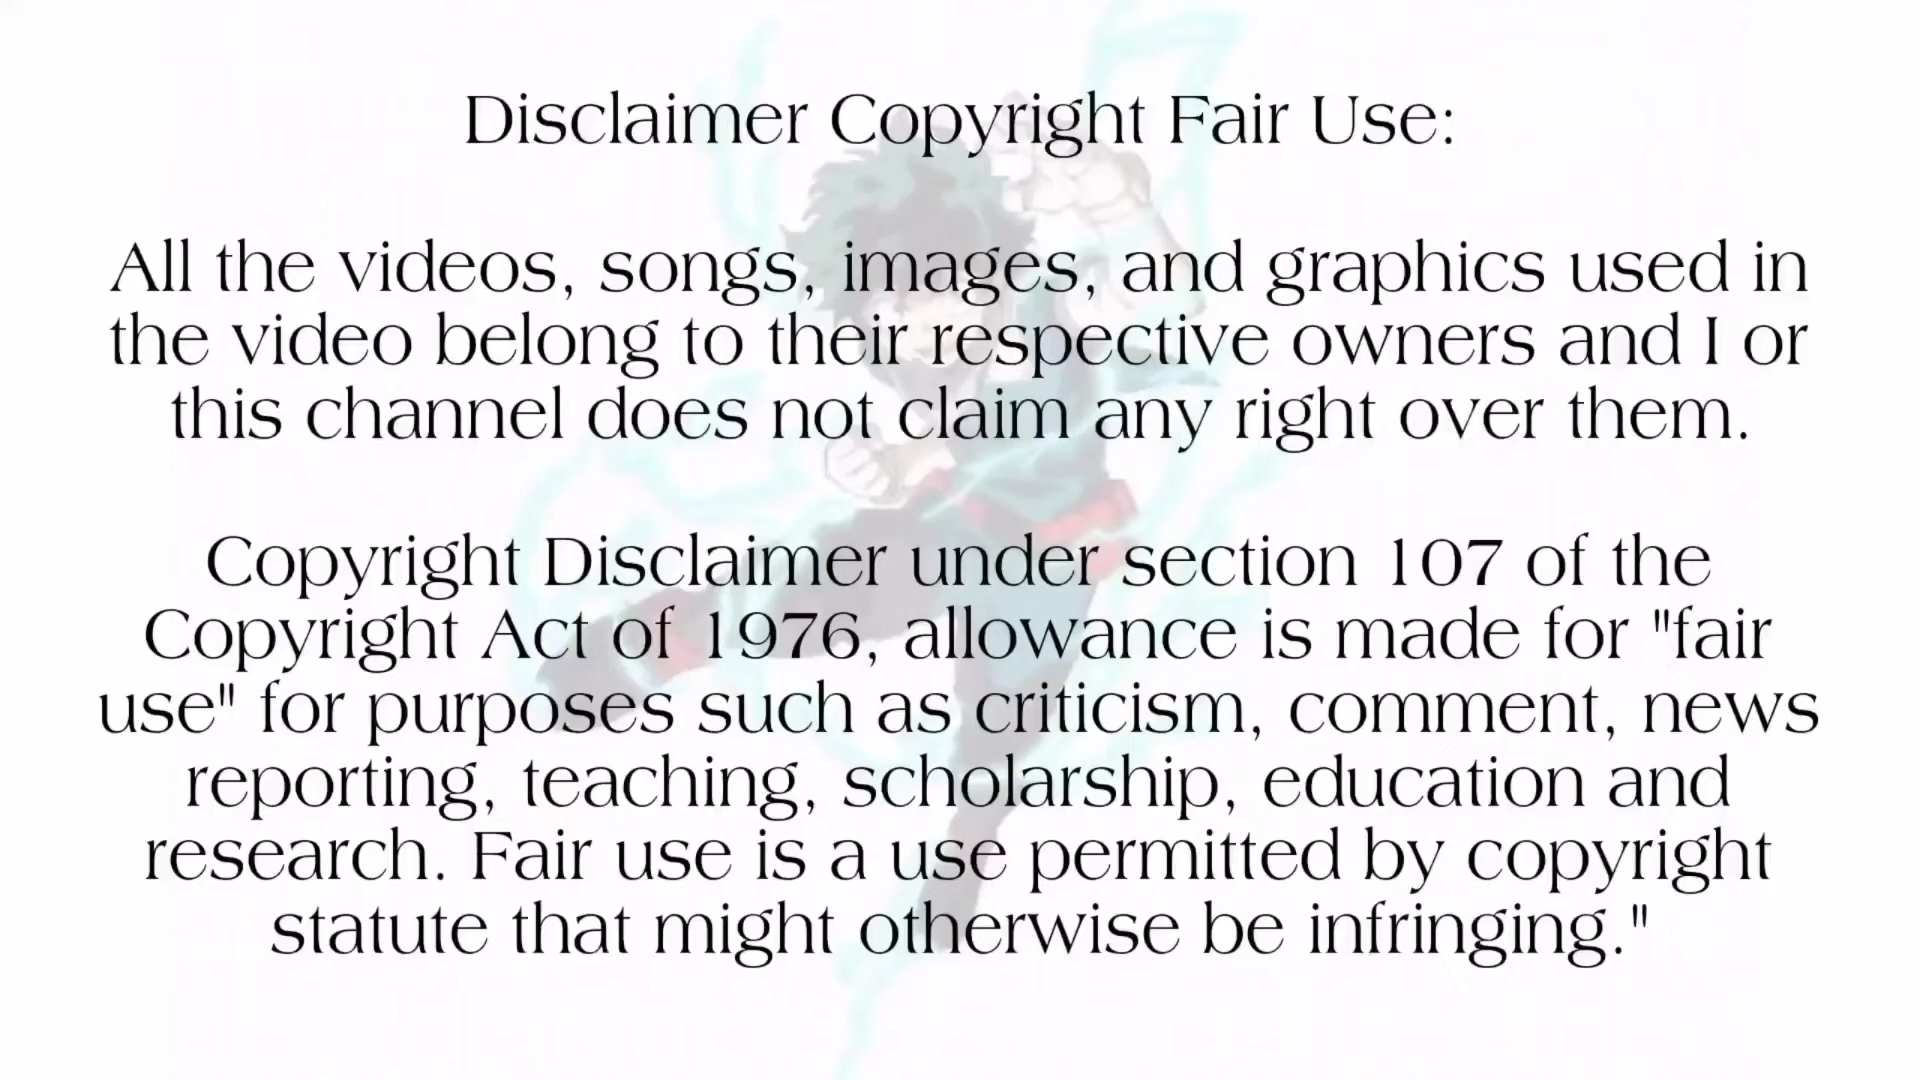 Disclaimer Copyright Fair Use:
All the videos, songs, images, and graphics used in
the video belong to their respective owners and I or
this channel does not claim any right over them.
Copyright Disclaimer under section 107 of the
Copyright Act of 1976, allowance is made for "fair
use" for purposes such as criticism, comment, news
reporting, teaching, scholarship, education and
research. Fair use is a use permitted by copyright
statute that might otherwise be infringing."